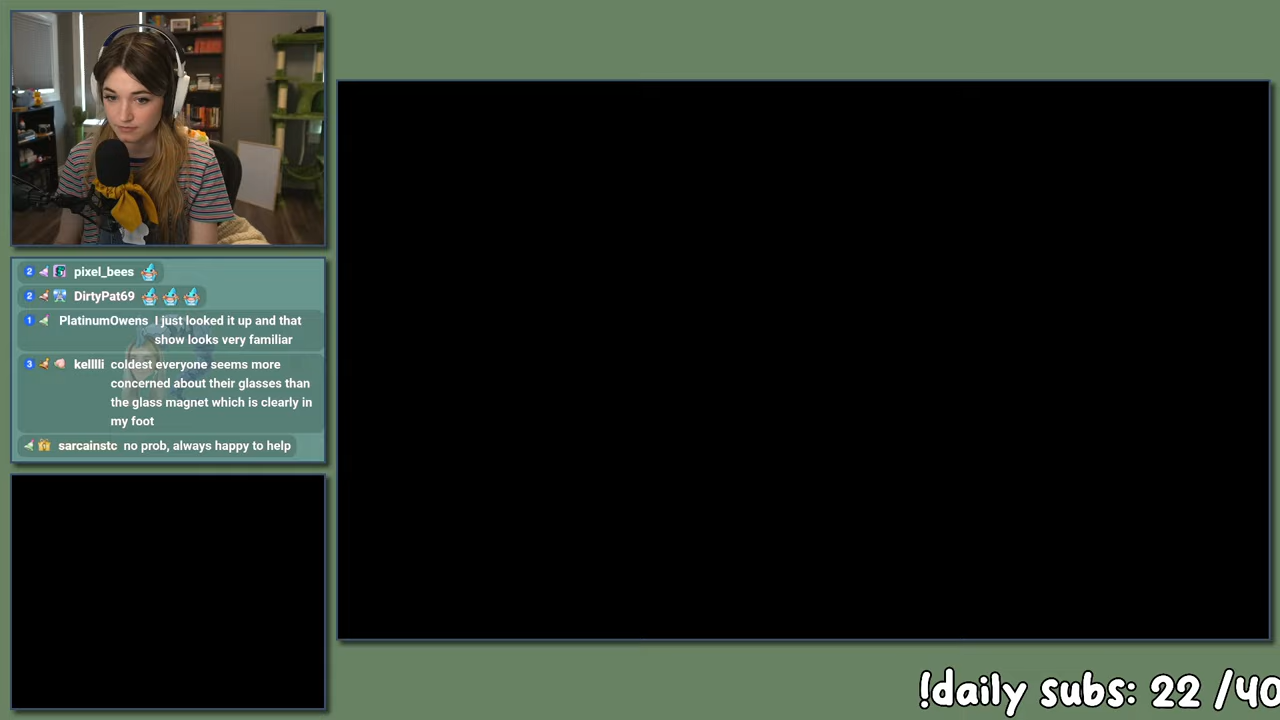 2 pixel_bees
2 DirtyPat69
1 PlatinumOwens I just looked it up and that
show looks very familiar
3 kelllli coldest everyone seems more
concerned about their glasses than
the glass magnet which is clearly in
my foot
sarcainstc no prob, always happy to help
!daily subs: 22 /40